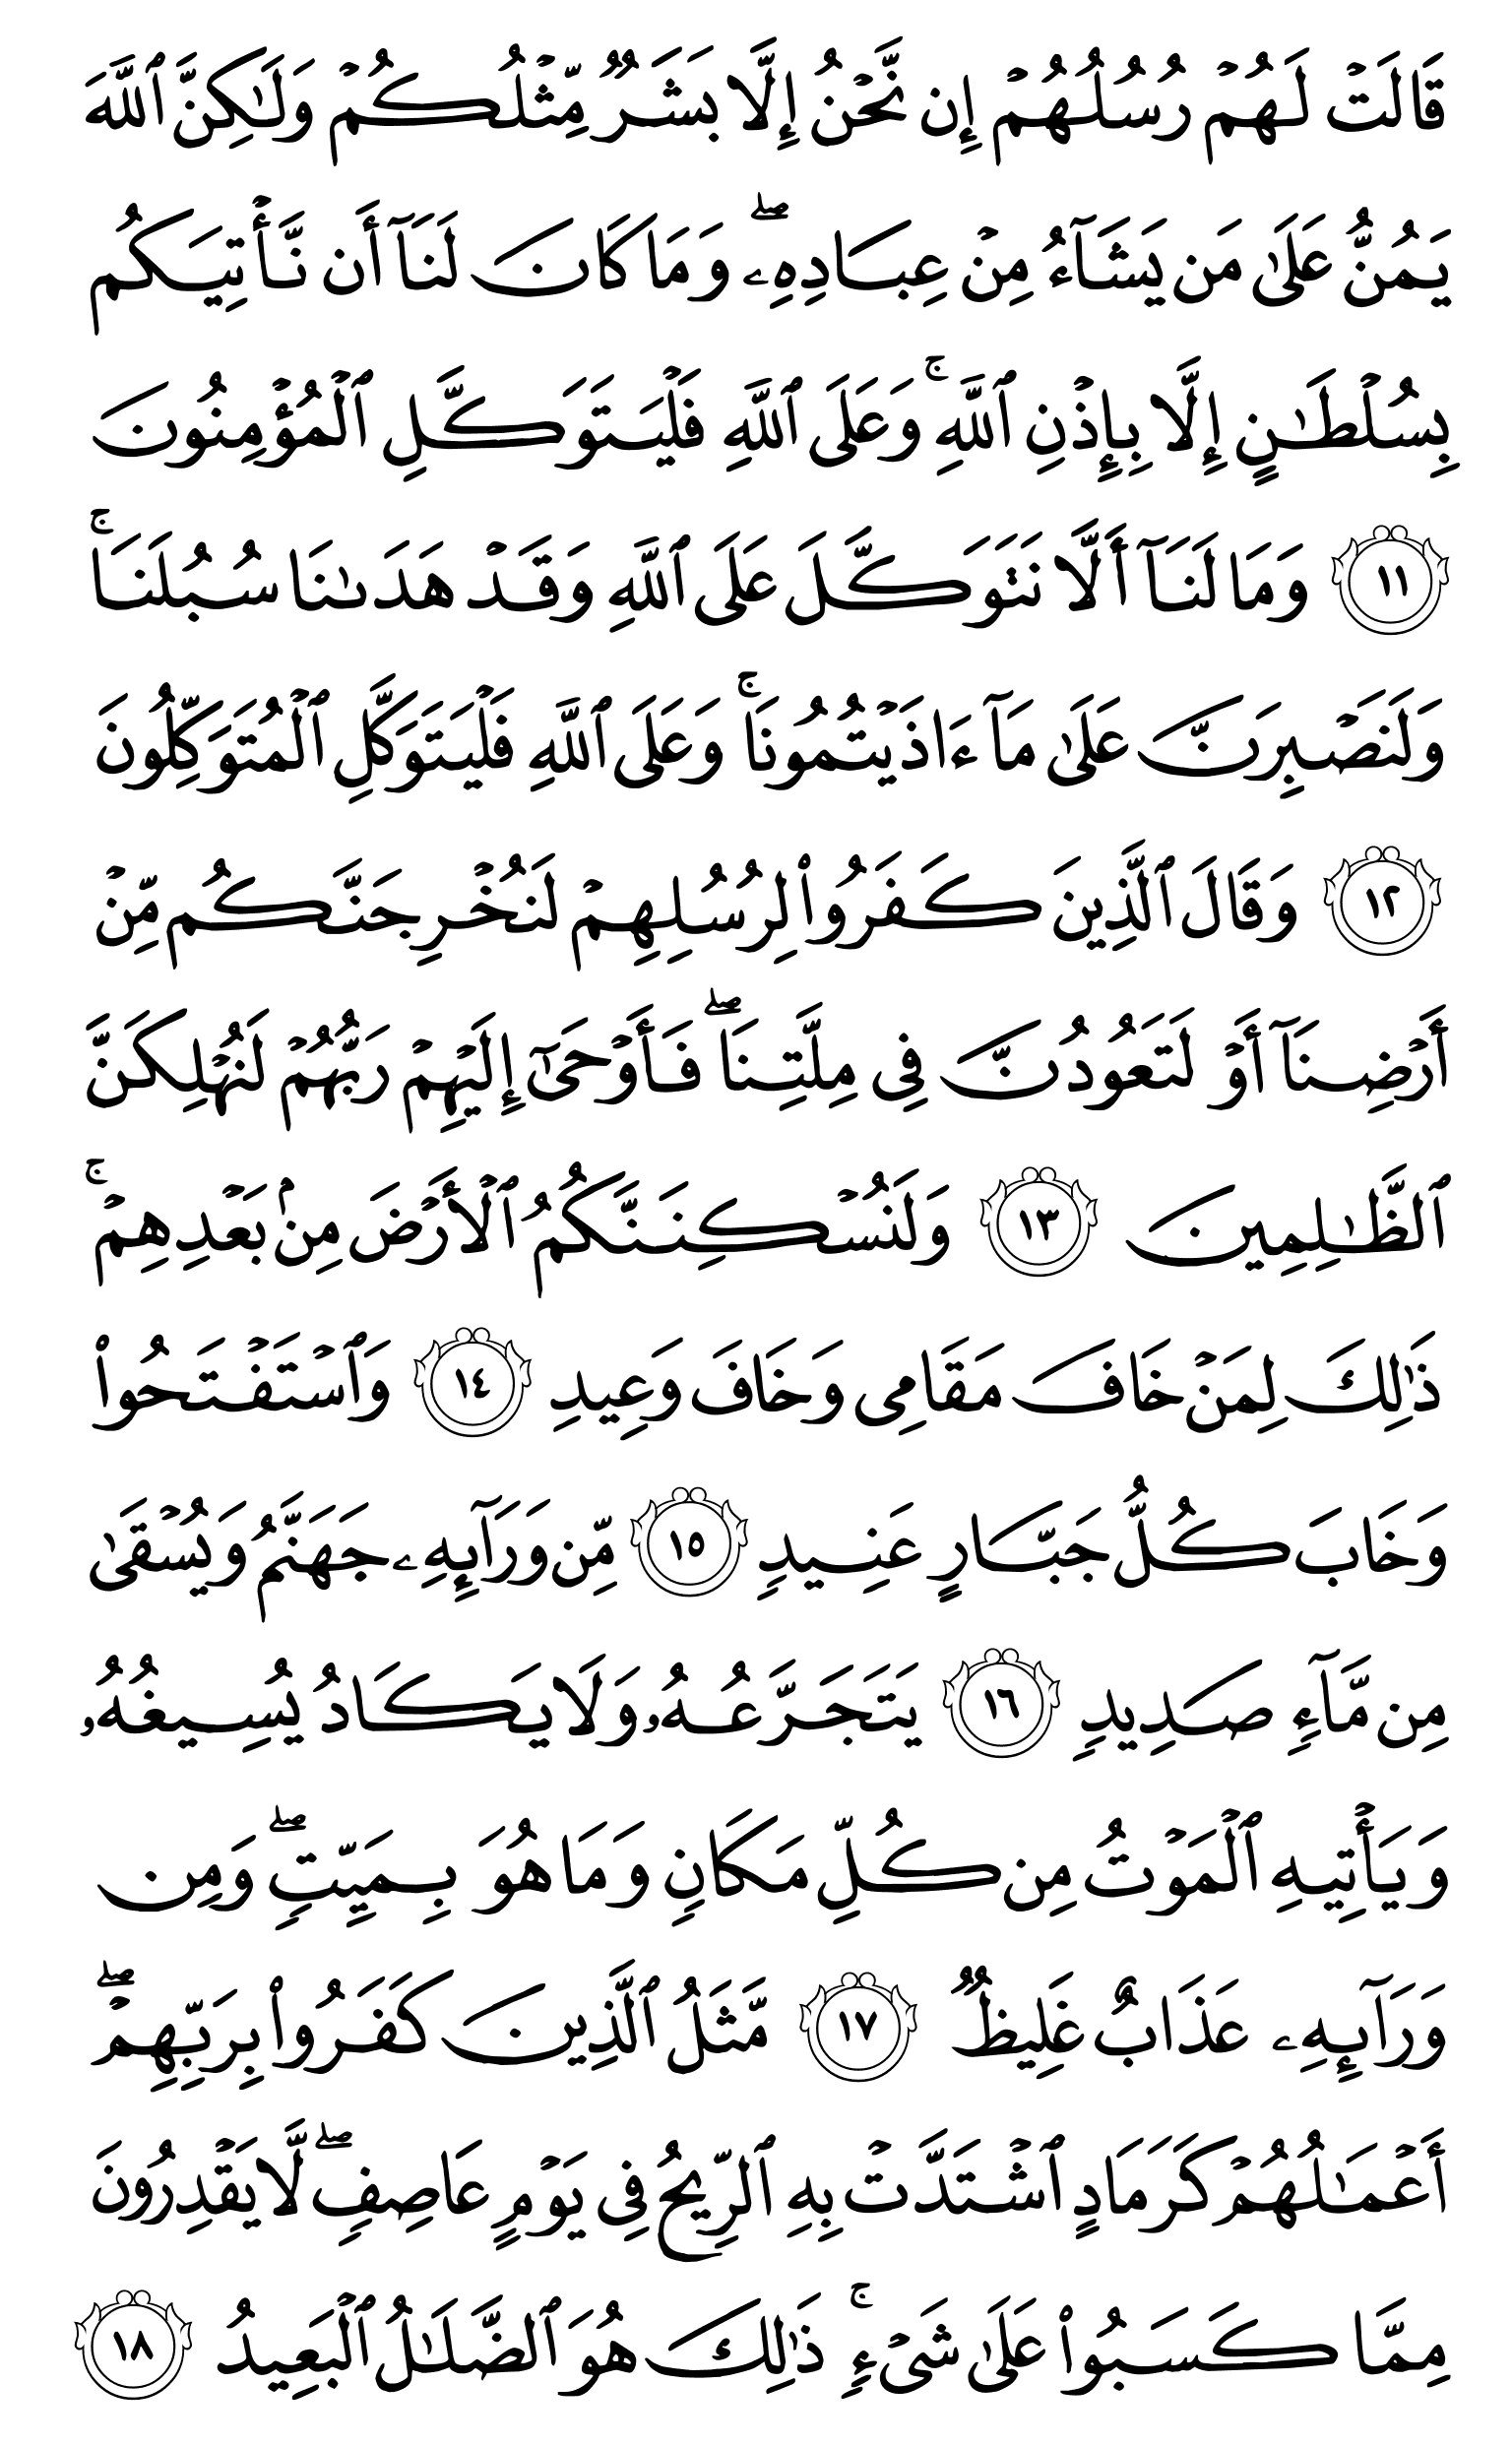 قَالَتْ لَهُمْ رُسُلُهُمْ إِن نَّحْنُ إِلَّا بَشَرٌ مِّثْلُكُمْ وَلَٰكِنَّ ٱللَّهَ
يَمُنُّ عَلَىٰ مَن يَشَآءُ مِنْ عِبَادِهِۦ ۖ وَمَا كَانَ لَنَآ أَن نَّأْتِيَكُم
بِسُلْطَٰنٍ إِلَّا بِإِذْنِ ٱللَّهِ ۚ وَعَلَى ٱللَّهِ فَلْيَتَوَكَّلِ ٱلْمُؤْمِنُونَ
١١ وَمَا لَنَآ أَلَّا نَتَوَكَّلَ عَلَى ٱللَّهِ وَقَدْ هَدَىٰنَا سُبُلَنَا ۚ
وَلَنَصْبِرَنَّ عَلَىٰ مَآ ءَاذَيْتُمُونَا ۚ وَعَلَى ٱللَّهِ فَلْيَتَوَكَّلِ ٱلْمُتَوَكِّلُونَ
١٢ وَقَالَ ٱلَّذِينَ كَفَرُوا۟ لِرُسُلِهِمْ لَنُخْرِجَنَّكُم مِّنْ
أَرْضِنَآ أَوْ لَتَعُودُنَّ فِى مِلَّتِنَا ۖ فَأَوْحَىٰٓ إِلَيْهِمْ رَبُّهُمْ لَنُهْلِكَنَّ
ٱلظَّٰلِمِينَ ١٣ وَلَنُسْكِنَنَّكُمُ ٱلْأَرْضَ مِنۢ بَعْدِهِمْ ۚ
ذَٰلِكَ لِمَنْ خَافَ مَقَامِى وَخَافَ وَعِيدِ ١٤ وَٱسْتَفْتَحُوا۟
وَخَابَ كُلُّ جَبَّارٍ عَنِيدٍ ١٥ مِّن وَرَآئِهِۦ جَهَنَّمُ وَيُسْقَىٰ
مِن مَّآءٍ صَدِيدٍ ١٦ يَتَجَرَّعُهُۥ وَلَا يَكَادُ يُسِيغُهُۥ
وَيَأْتِيهِ ٱلْمَوْتُ مِن كُلِّ مَكَانٍ وَمَا هُوَ بِمَيِّتٍ ۖ وَمِن
وَرَآئِهِۦ عَذَابٌ غَلِيظٌ ١٧ مَّثَلُ ٱلَّذِينَ كَفَرُوا۟ بِرَبِّهِمْ ۖ
أَعْمَٰلُهُمْ كَرَمَادٍ ٱشْتَدَّتْ بِهِ ٱلرِّيحُ فِى يَوْمٍ عَاصِفٍ ۖ لَّا يَقْدِرُونَ
مِمَّا كَسَبُوا۟ عَلَىٰ شَىْءٍ ۚ ذَٰلِكَ هُوَ ٱلضَّلَٰلُ ٱلْبَعِيدُ ١٨